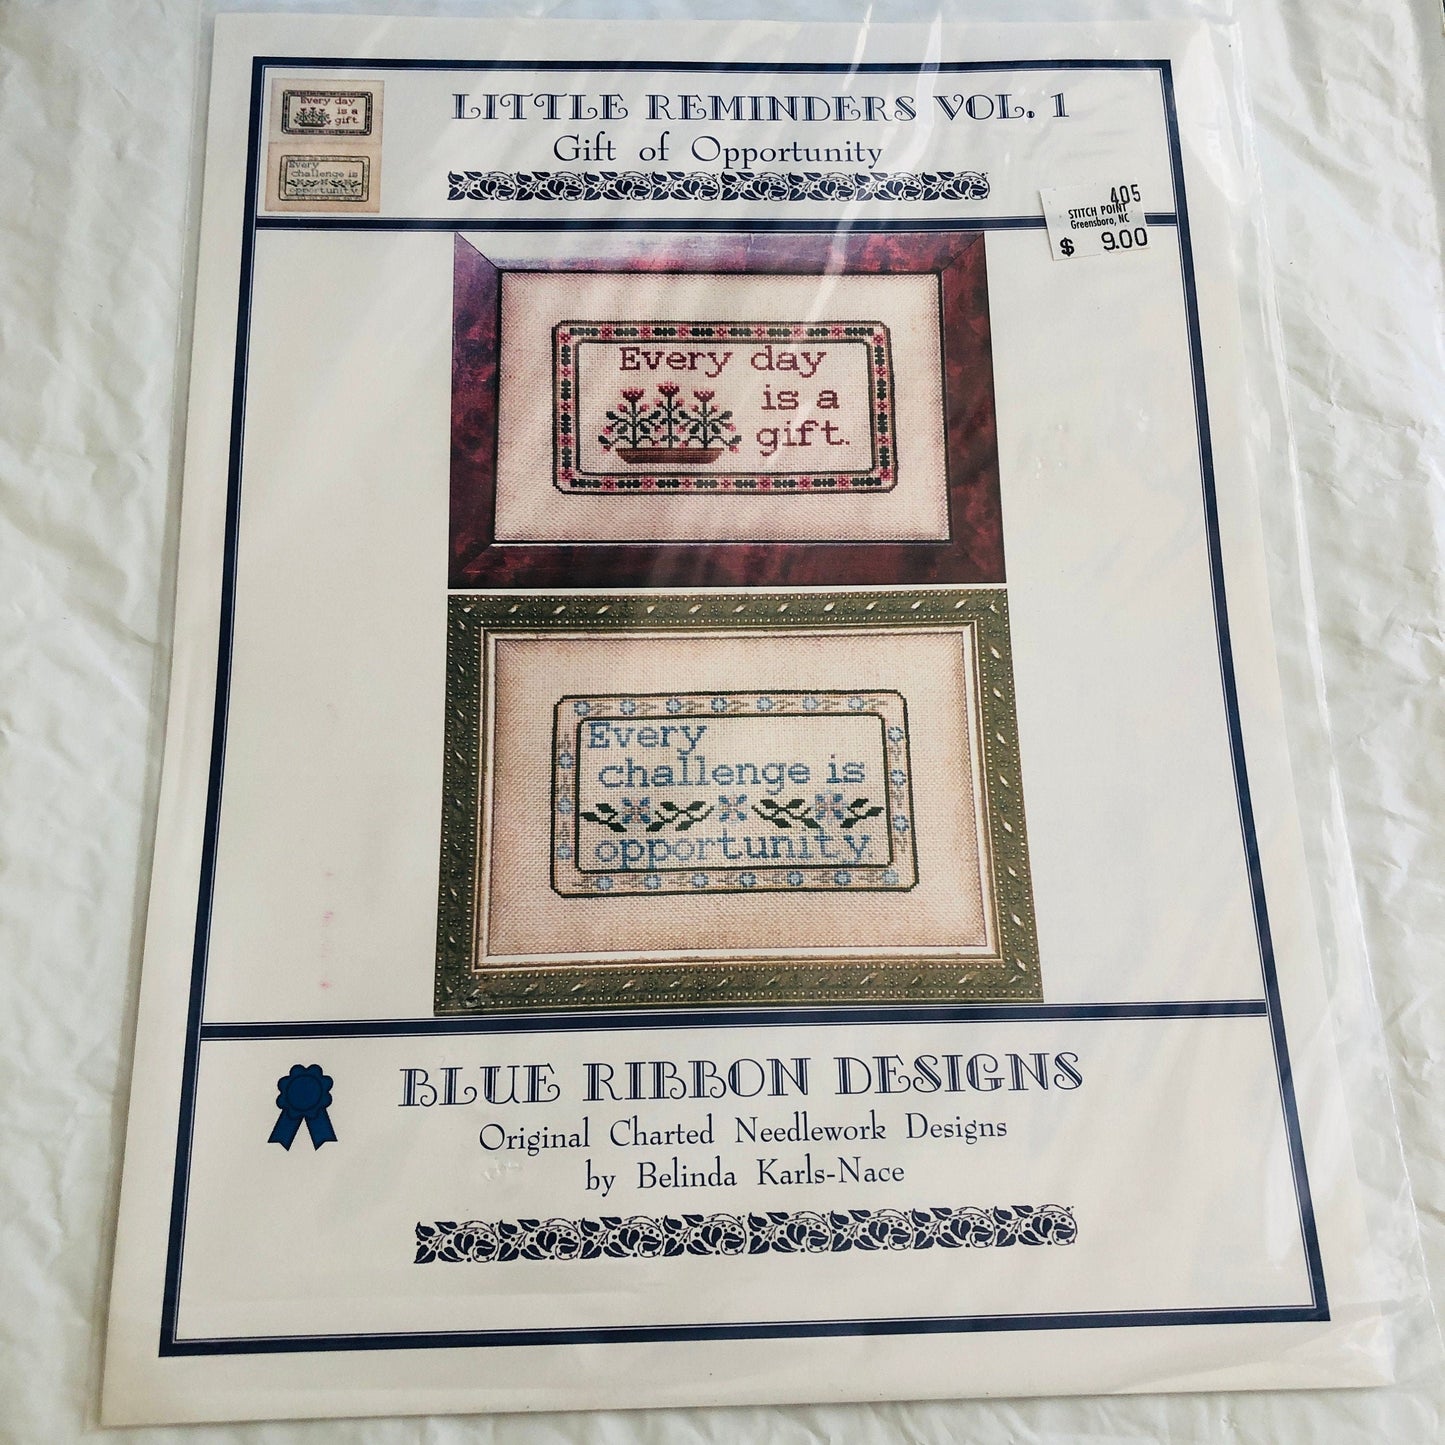 Every day
is a
gift.
Every
challenge is
opportunity.
LITTLE REMINDERS VOL. 1
Gift of Opportunity
405
STITCH POINT
Greensboro, NC
$ 9.00
Every day
is a
gift.
Every
challenge is
opportunity.
BLUE RIBBON DESIGNS
Original Charted Needlework Designs
by Belinda Karls-Nace